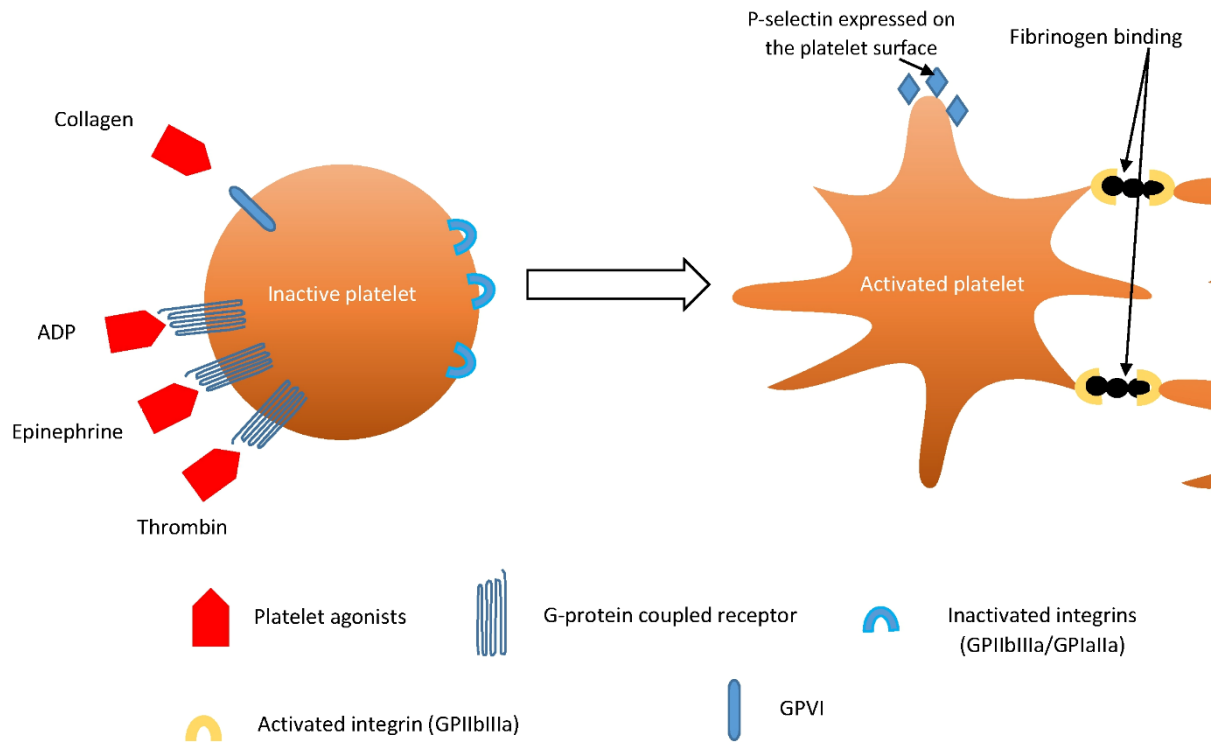 P-selectin expressed on
the platelet surface
Fibrinogen binding
Collagen
Inactive platelet
Activated platelet
ADP
Epinephrine
Thrombin
Platelet agonists
G-protein coupled receptor
Inactivated integrins
(GPIIbIIIa/GPIaIIa)
GPVI
Activated integrin (GPIIbIIIa)